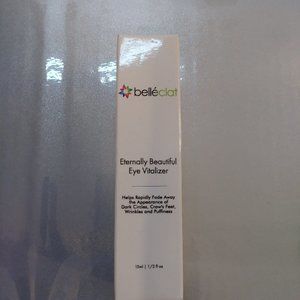 belléclat
Eternally Beautiful
Eye Vitalizer
Helps Rapidly Fade Away
the Appearance of
Dark Circles, Crow's Feet,
Wrinkles and Puffiness
15ml | 1/2 fl oz